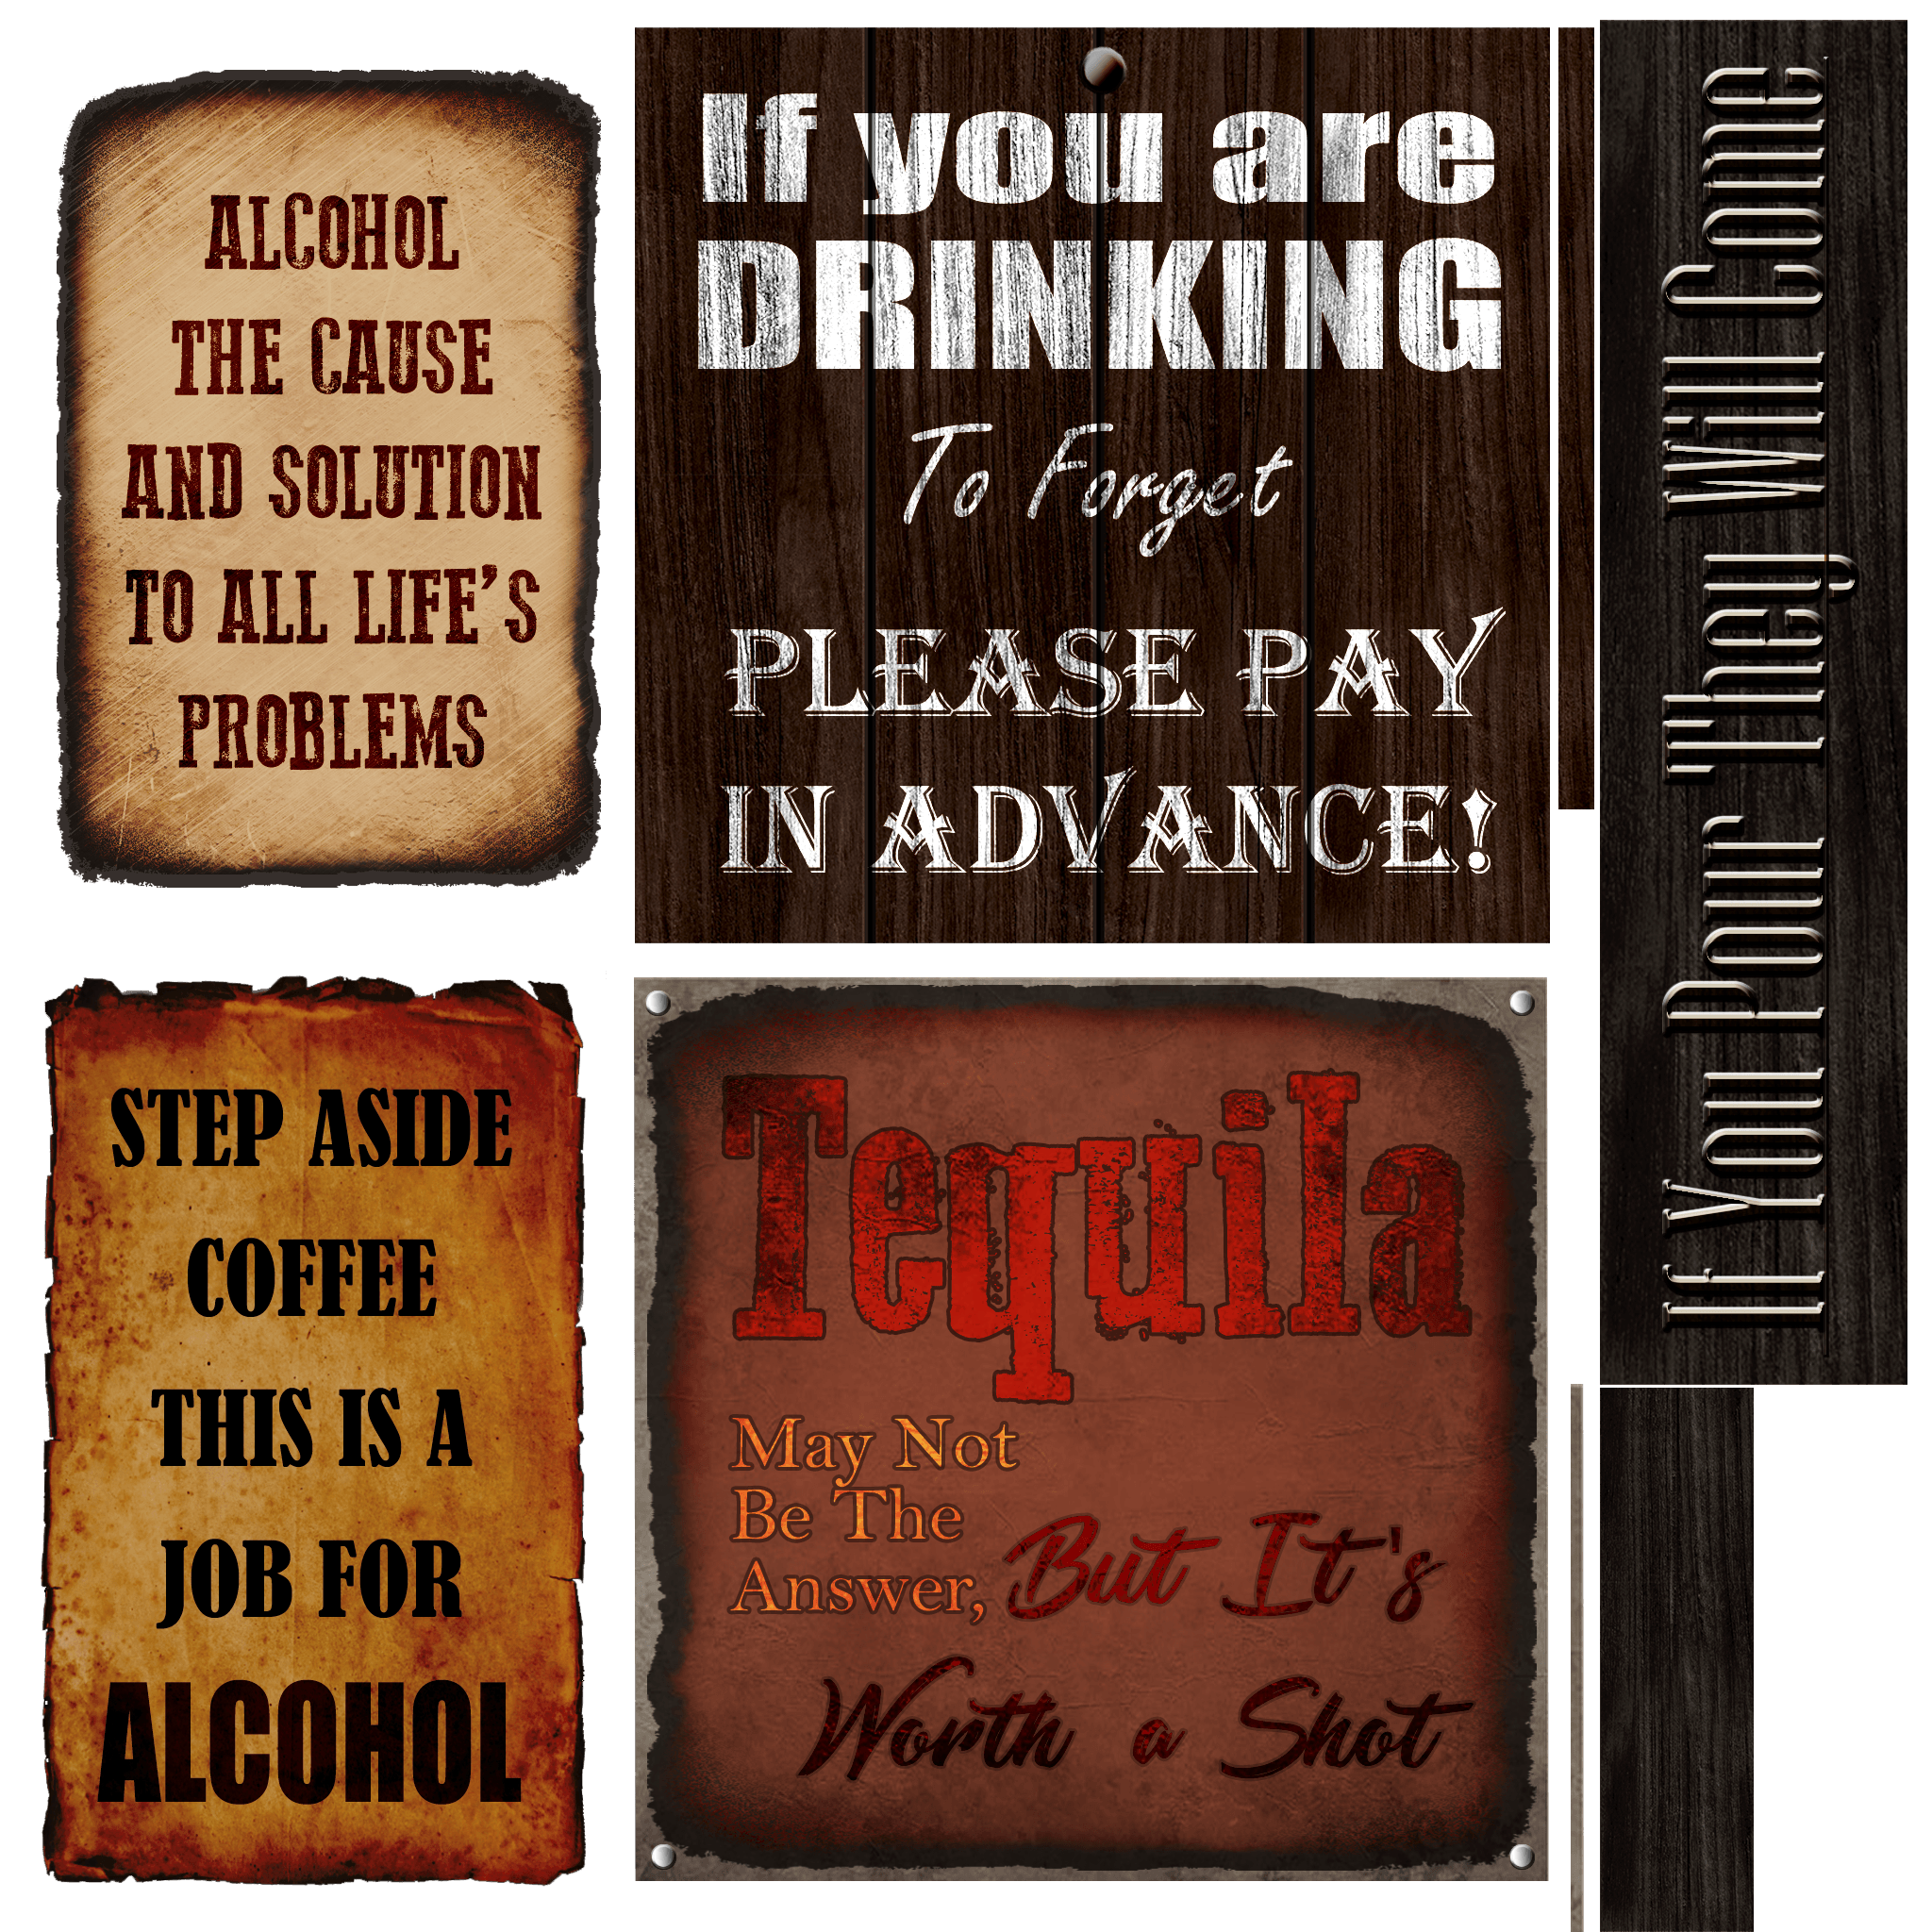 ALCOHOL
THE CAUSE
AND SOLUTION
TO ALL LIFE'S
PROBLEMS
If you are
DRINKING
To Forget
PLEASE PAY
IN ADVANCE!
If You Pour They Will Come
STEP ASIDE
COFFEE
THIS IS A
JOB FOR
ALCOHOL
Tequila
May Not
Be The
Answer, But It's
Worth a Shot